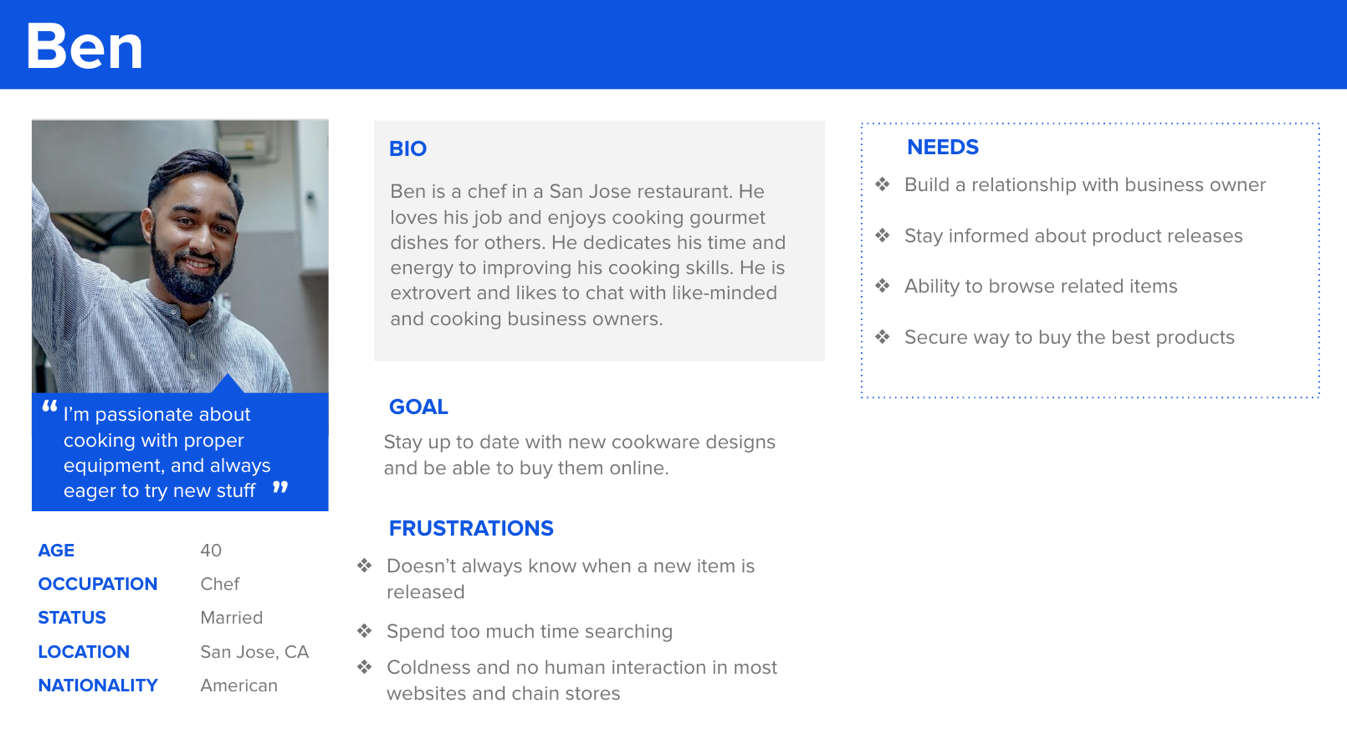 Ben
“ I’m passionate about
cooking with proper
equipment, and always
eager to try new stuff ”
AGE 40
OCCUPATION Chef
STATUS Married
LOCATION San Jose, CA
NATIONALITY American
BIO
Ben is a chef in a San Jose restaurant. He
loves his job and enjoys cooking gourmet
dishes for others. He dedicates his time and
energy to improving his cooking skills. He is
extrovert and likes to chat with like-minded
and cooking business owners.
GOAL
Stay up to date with new cookware designs
and be able to buy them online.
FRUSTRATIONS
❖ Doesn’t always know when a new item is
released
❖ Spend too much time searching
❖ Coldness and no human interaction in most
websites and chain stores
NEEDS
❖ Build a relationship with business owner
❖ Stay informed about product releases
❖ Ability to browse related items
❖ Secure way to buy the best products